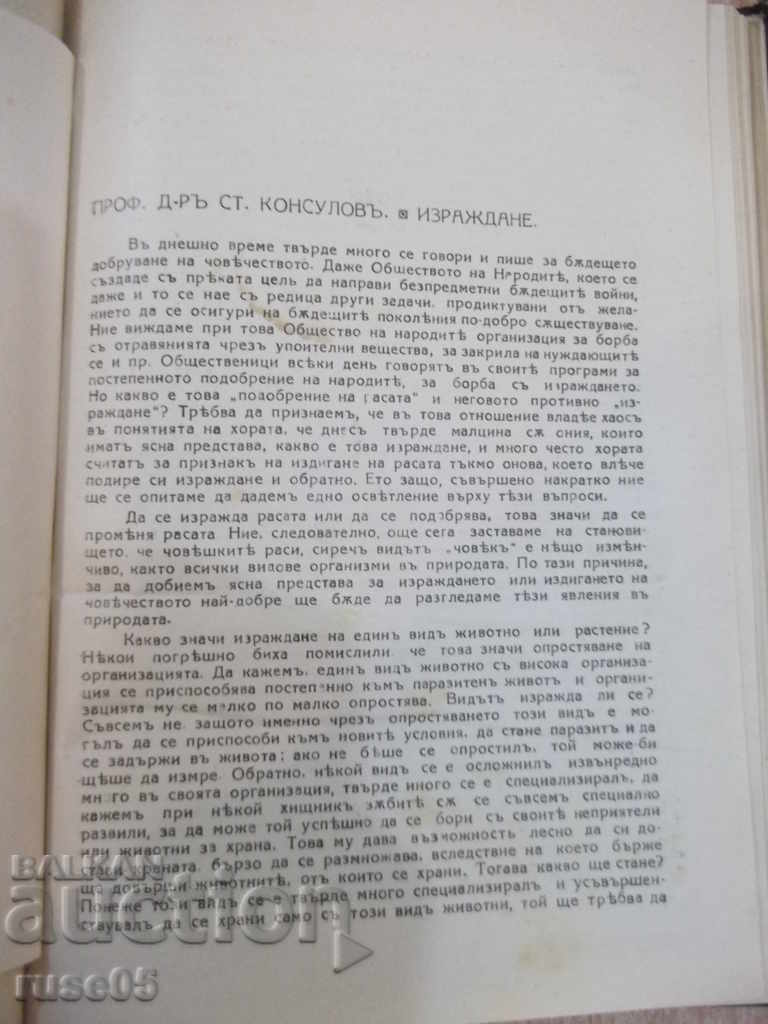 ПРОФ. Д-РЪ СТ. КОНСУЛОВЪ. ИЗРАЖДАНЕ.
Въ днешно време твърде много се говори и пише за бѫдещето
добруване на човѣчеството. Даже Обществото на Народитѣ, което се
създаде съ прѣката цель да направи безпредметни бѫдещитѣ войни,
даже и то се нае съ редица други задачи, продиктувани отъ жела-
нието да се осигури на бѫдещитѣ поколѣния по-добро сѫществуване.
Ние виждаме при това Общество на народитѣ организация за борба
съ отравянията чрезъ упоителни вещества, за закрила на нуждающитѣ
се и пр. Общественици всѣки день говорятъ въ своитѣ програми за
постепенното подобрение на народитѣ, за борба съ израждането.
Но какво е това „подобрение на расата“ и неговото противно „из-
раждане“? Трѣбва да признаемъ, че въ това отношение владѣе хаосъ
въ понятията на хората, че днесъ твърде малцина сѫ ония, които
иматъ ясна представа, какво е това израждане, и много често хората
считатъ за признакъ на издигане на расата тъкмо онова, което влѣче
подире си израждане и обратно. Ето защо, съвършено накратко ние
ще се опитаме да дадемъ едно освѣтление върху тѣзи въпроси.
Да се изражда расата или да се подобрява, това значи да се
промѣня расата Ние, следователно, още сега заставаме на станови-
щето, че човѣшкитѣ раси, сиречъ видътъ „човѣкъ“ е нѣщо измѣн-
чиво, както всички видове организми въ природата. По тази причина,
за да добиемъ ясна представа за израждането или издигането на
човѣчеството най-добре ще бѫде да разгледаме тѣзи явления въ
природата.
Какво значи израждане на единъ видъ животно или растение?
Нѣкои погрѣшно биха помислили, че това значи опростяване на
организацията. Да кажемъ, единъ видъ животно съ висока организа-
ция се приспособява постепенно къмъ паразитенъ животъ и органи-
зацията му се малко по малко опростява. Видътъ изражда ли се?
Съвсемъ не, защото именно чрезъ опростяването този видъ е мо-
гълъ да се приспособи къмъ новитѣ условия, да стане паразитъ и да
се задържи въ живота; ако не бѣше се опростилъ, той може-би
щѣше да измре. Обратно, нѣкой видъ се е осложнилъ извънредно
много въ своята организация, твърде много се е специализиралъ, да
кажемъ при нѣкой хищникъ зѫбитѣ сѫ се съвсемъ специално
развили, за да може той успѣшно да се бори съ своитѣ неприятели
или животни за храна. Това му дава възможность лесно да си до-
стави храната бързо да се размножава, вследствие на което бърже
ще довърши животнитѣ, отъ които се храни. Тогава какво ще стане?
Понеже този видъ се е твърде много специализиралъ и усъвършен-
ствувалъ да се храни само съ този видъ животни, той ще трѣбва да
BALKAN
auction
ruse05